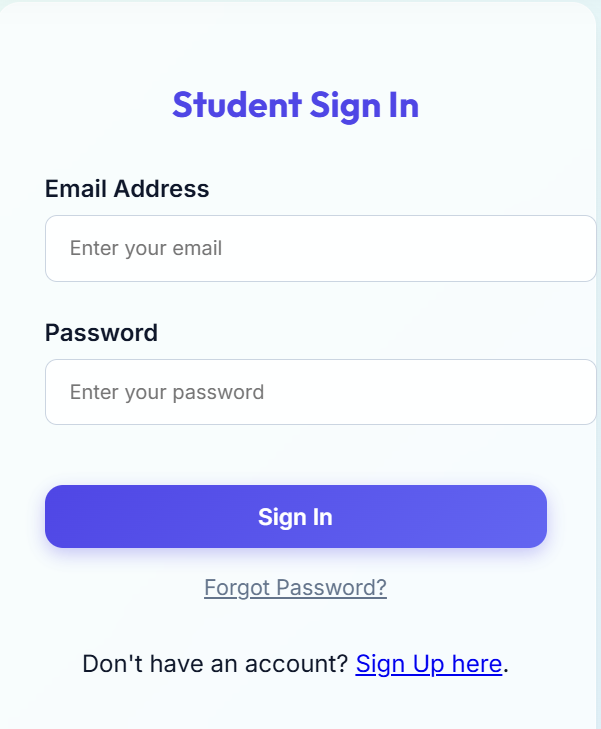 Student Sign In
Email Address
Enter your email
Password
Enter your password
Sign In
Forgot Password?
Don't have an account? Sign Up here.